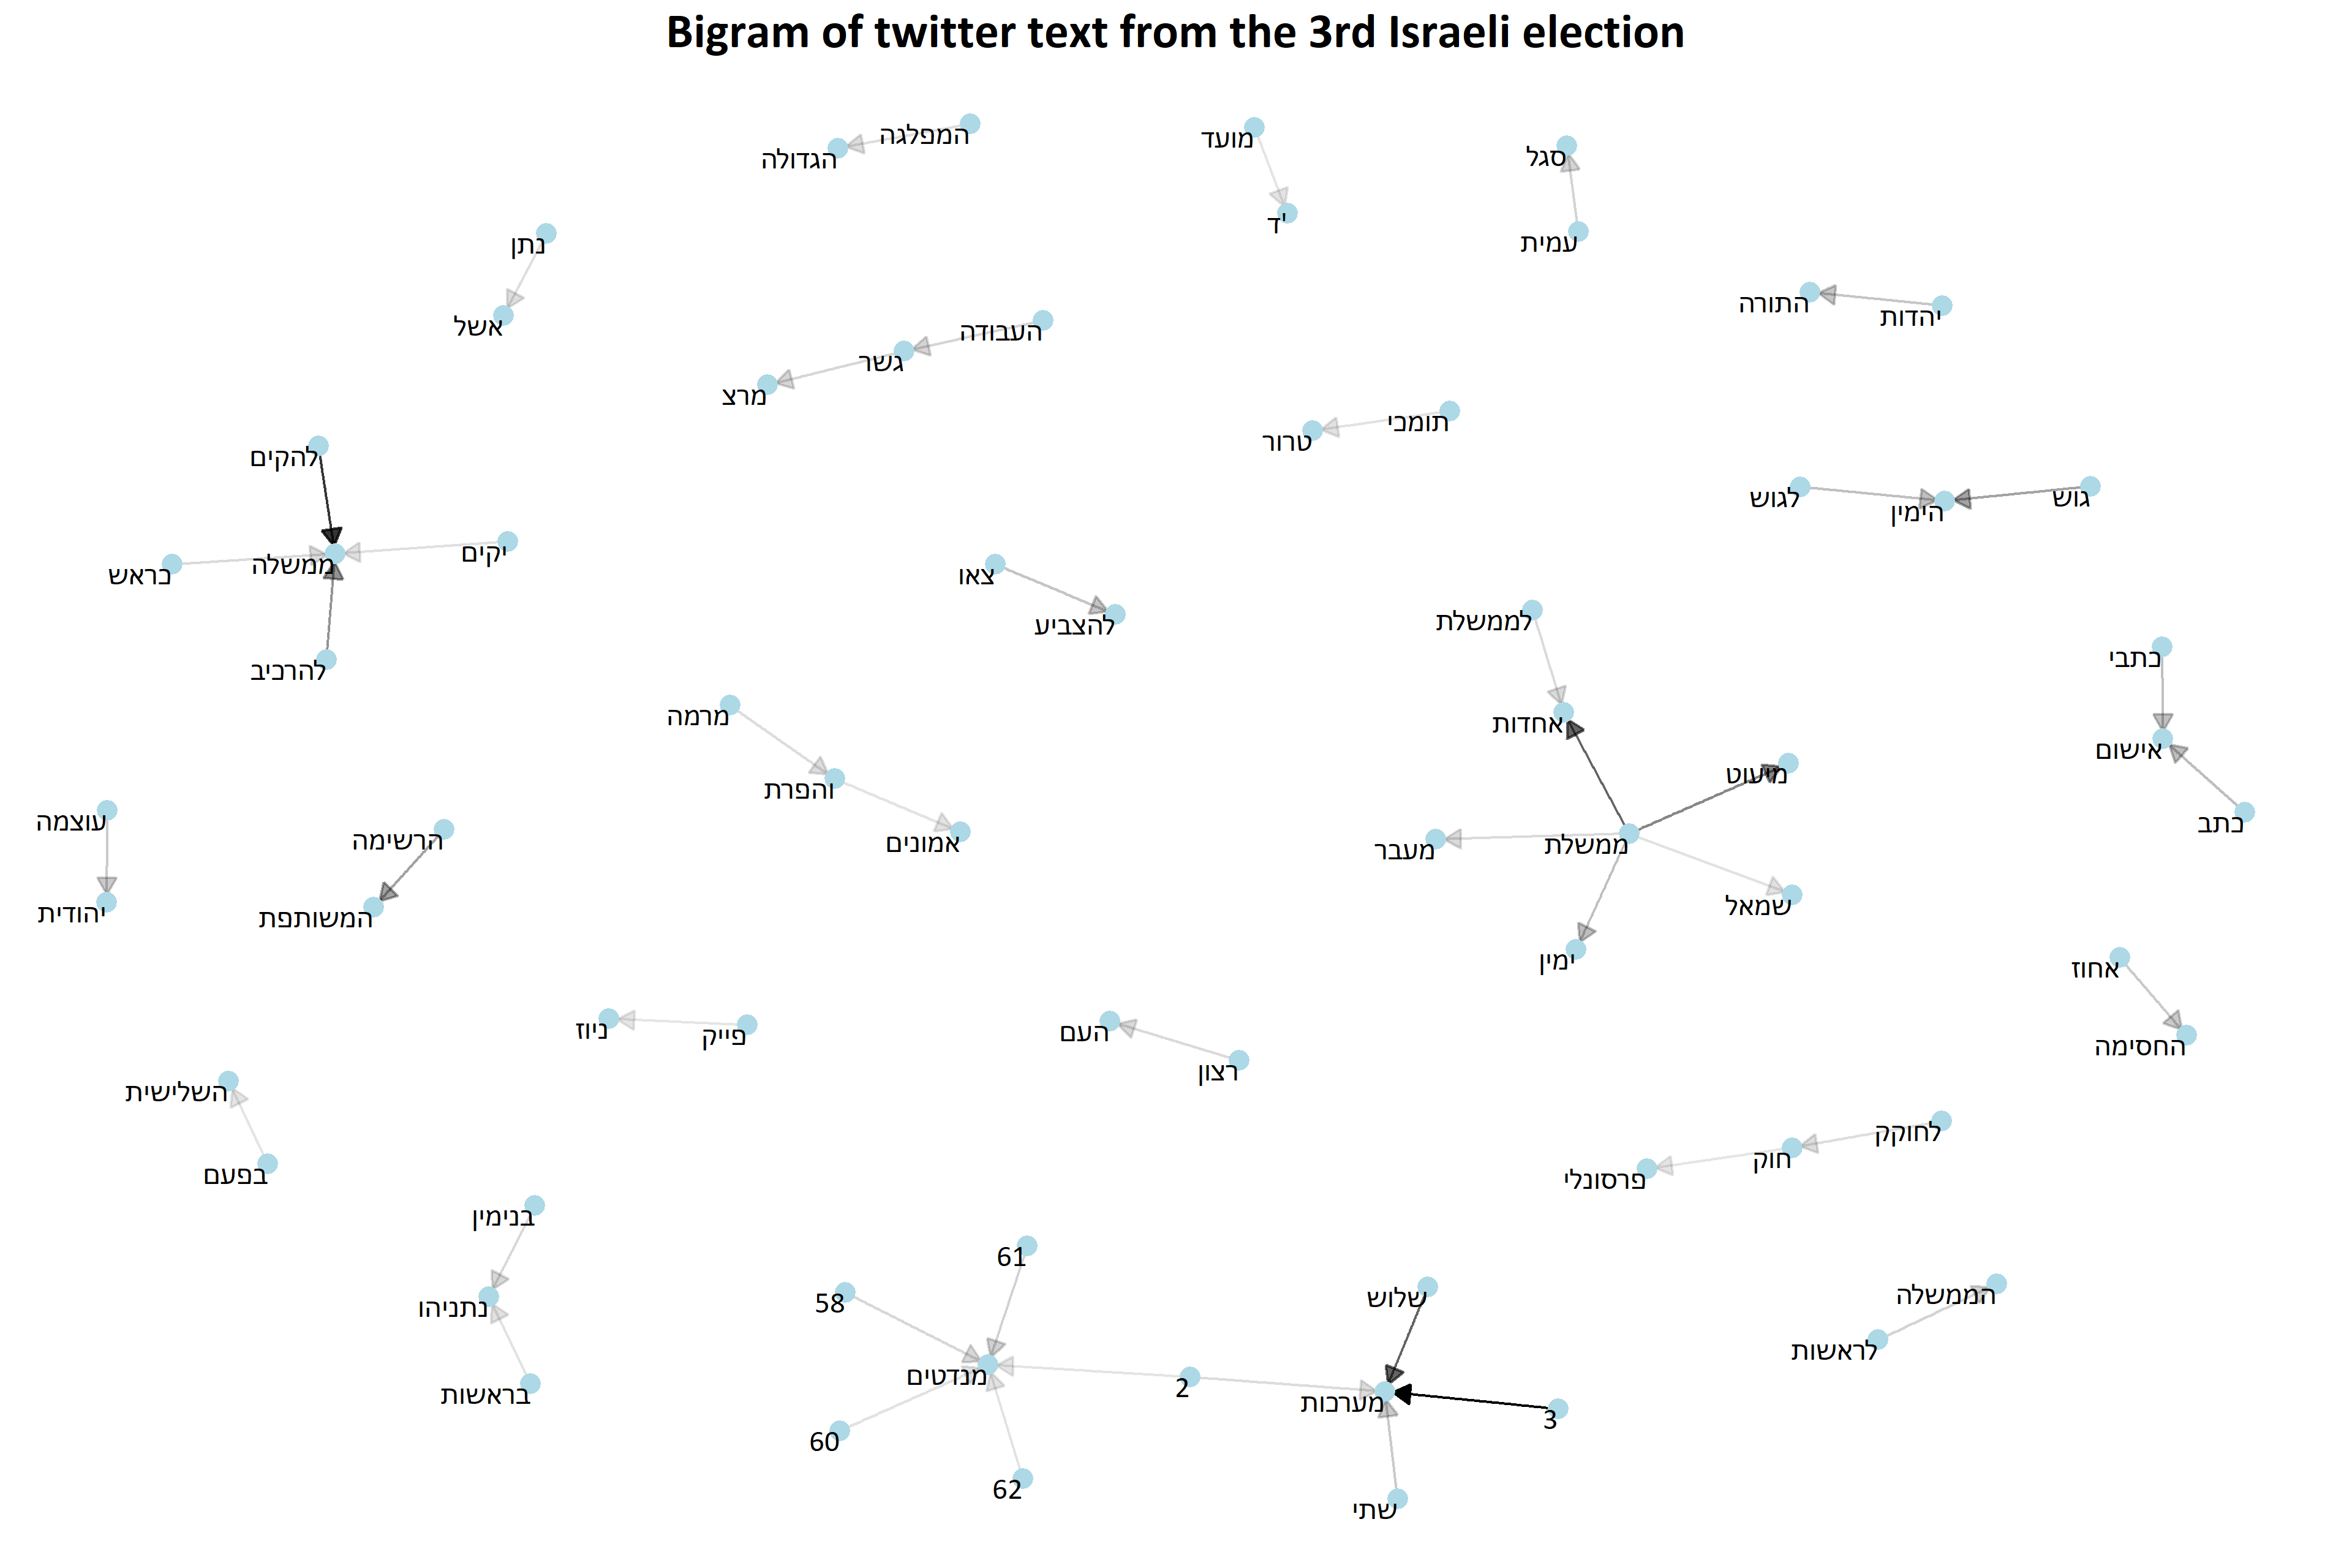 Bigram of twitter text from the 3rd Israeli election
המפלגה
הגדולה
מועד
ד'
סגל
עמית
נתן
אשל
התורה
יהדות
העבודה
גשר
מרצ
תומכי
טרור
להקים
לגוש
הימין
גוש
יקים
ממשלה
בראש
צאו
להצביע
לממשלת
להרכיב
כתבי
מרמה
אחדות
אישום
מיעוט
והפרת
עוצמה
הרשימה
אמונים
ממשלת
מעבר
כתב
יהודית
המשותפת
שמאל
ימין
אחוז
ניוז
פייק
העם
החסימה
רצון
השלישית
לחוקק
חוק
בפעם
פרסונלי
בנימין
61
58
נתניהו
שלוש
הממשלה
לראשות
מנדטים
2
בראשות
מערכות
3
60
62
שתי